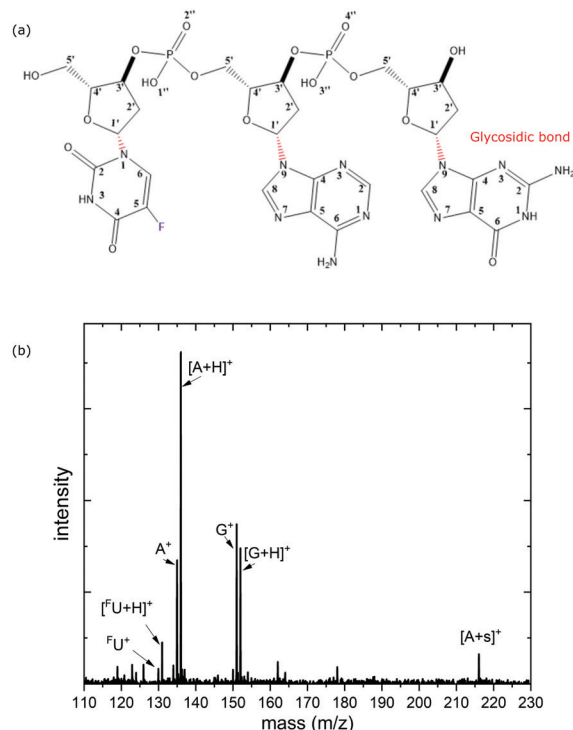 (a)
2'' 4''
O O
5' O P O 5' O P O 5' OH
HO 4' 3' HO 4' 3' HO 4' 3'
1'' 3''
O 2' O 2' O 2'
1' 1' 1'
Glycosidic bond
N 1 N 9 N 9
O 2 6 8 4 N 3 8 4 N 3
HN 3 5 2 2 NH₂
4 F N 7 5 N 1 N 7 5 1 NH
O 6 6
H₂N O
(b)
[A+H]⁺
G⁺
A⁺
[G+H]⁺
[ᶠU+H]⁺
ᶠU⁺
[A+s]⁺
intensity
110 120 130 140 150 160 170 180 190 200 210 220 230
mass (m/z)